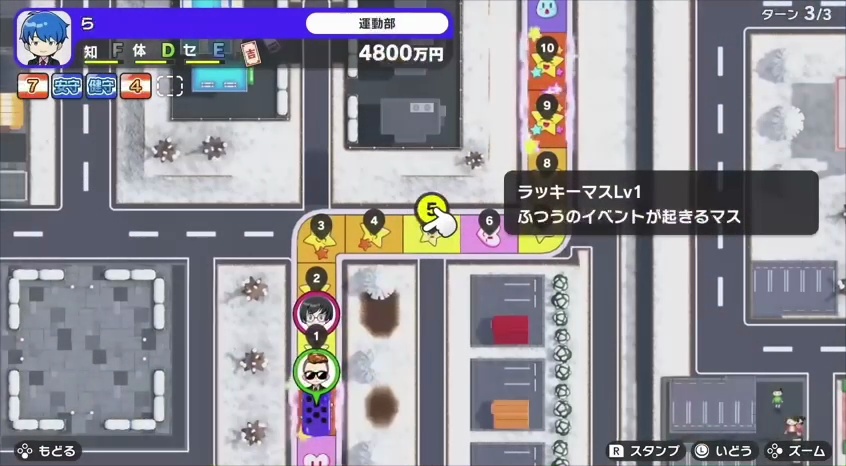 ら
運動部
ターン 3/3
知 F 体 D セ E 吉
4800万円
7 安守 健守 4
10
9
8
ラッキーマスLv1
ふつうのイベントが起きるマス
3 4 5 6
2
1
もどる
R スタンプ L いどう ズーム